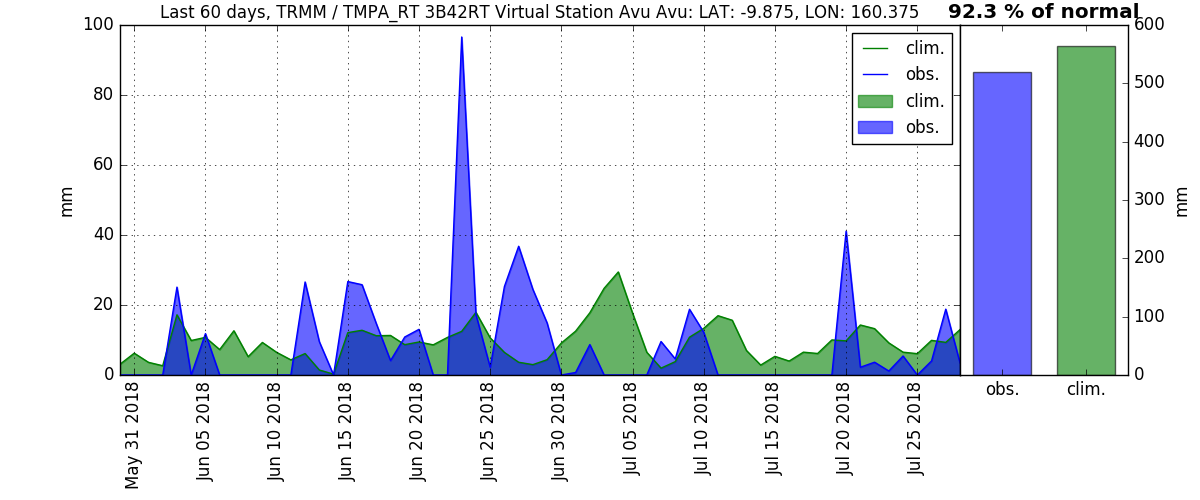 Last 60 days, TRMM / TMPA_RT 3B42RT Virtual Station Avu Avu: LAT: -9.875, LON: 160.375
92.3 % of normal
100
80
60
40
20
0
mm
clim.
obs.
clim.
obs.
May 31 2018
Jun 05 2018
Jun 10 2018
Jun 15 2018
Jun 20 2018
Jun 25 2018
Jun 30 2018
Jul 05 2018
Jul 10 2018
Jul 15 2018
Jul 20 2018
Jul 25 2018
600
500
400
300
200
100
0
mm
obs.
clim.